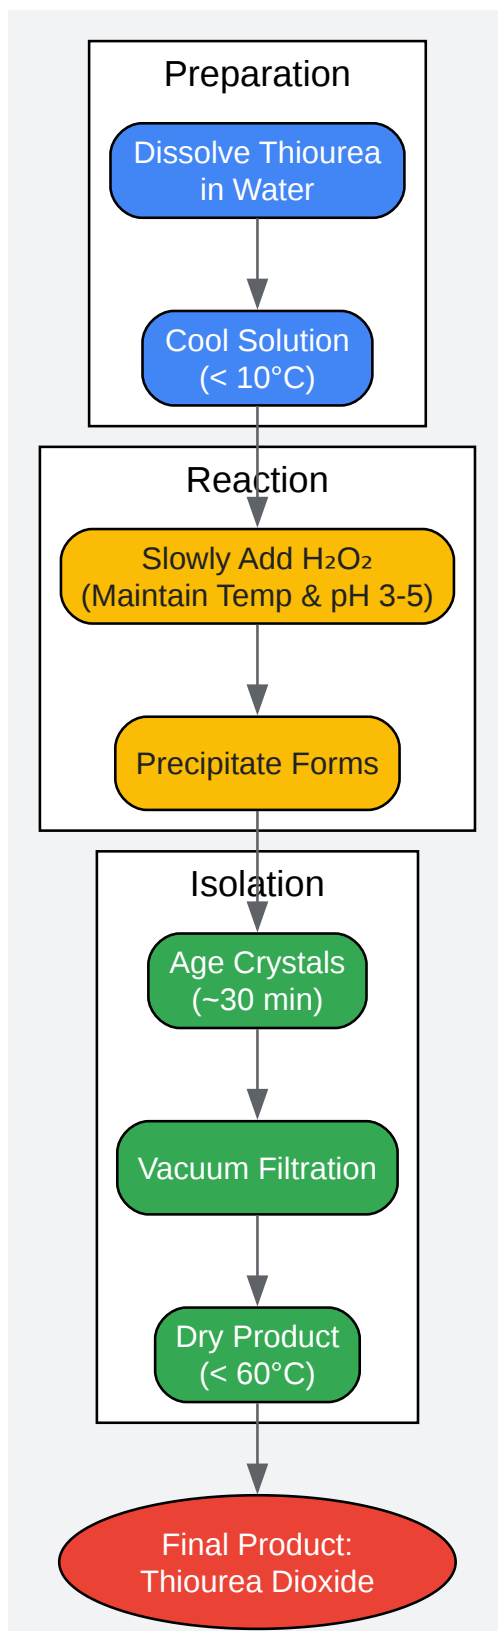 Preparation
Dissolve Thiourea
in Water
Cool Solution
(< 10°C)
Reaction
Slowly Add H₂O₂
(Maintain Temp & pH 3-5)
Precipitate Forms
Isolation
Age Crystals
(~30 min)
Vacuum Filtration
Dry Product
(< 60°C)
Final Product:
Thiourea Dioxide